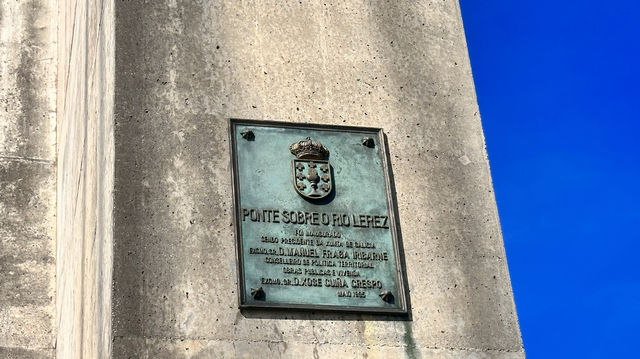 PONTE SOBRE O RIO LEREZ
FOI INAUGURADO
SENDO PRESIDENTE DA XUNTA DE GALICIA
EXCMO. SR. D. MANUEL FRAGA IRIBARNE
CONSELLEIRO DE POLITICA TERRITORIAL
OBRAS PUBLICAS E VIVENDA
EXCMO. SR. D. XOSE CUIÑA CRESPO
MAIO 1995